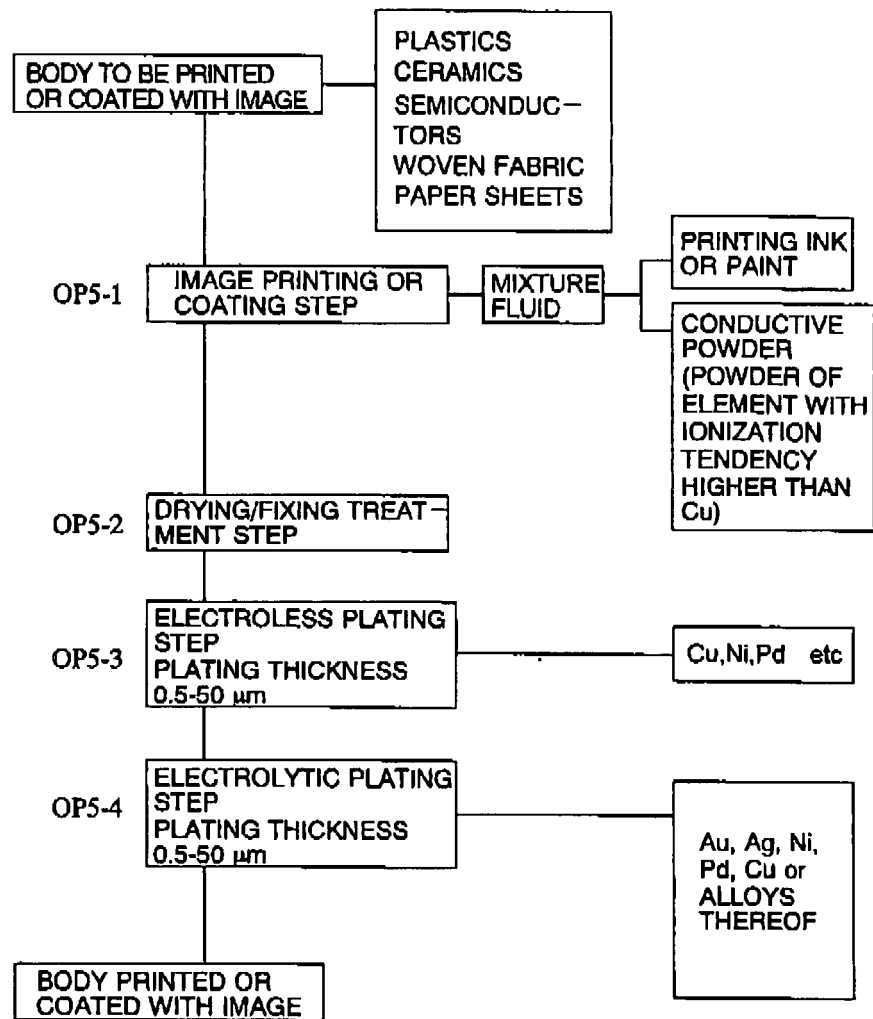 BODY TO BE PRINTED
OR COATED WITH IMAGE
PLASTICS
CERAMICS
SEMICONDUC-
TORS
WOVEN FABRIC
PAPER SHEETS
OP5-1
IMAGE PRINTING OR
COATING STEP
MIXTURE
FLUID
PRINTING INK
OR PAINT
CONDUCTIVE
POWDER
(POWDER OF
ELEMENT WITH
IONIZATION
TENDENCY
HIGHER THAN
Cu)
OP5-2
DRYING/FIXING TREAT-
MENT STEP
OP5-3
ELECTROLESS PLATING
STEP
PLATING THICKNESS
0.5-50 μm
Cu,Ni,Pd etc
OP5-4
ELECTROLYTIC PLATING
STEP
PLATING THICKNESS
0.5-50 μm
Au, Ag, Ni,
Pd, Cu or
ALLOYS
THEREOF
BODY PRINTED OR
COATED WITH IMAGE